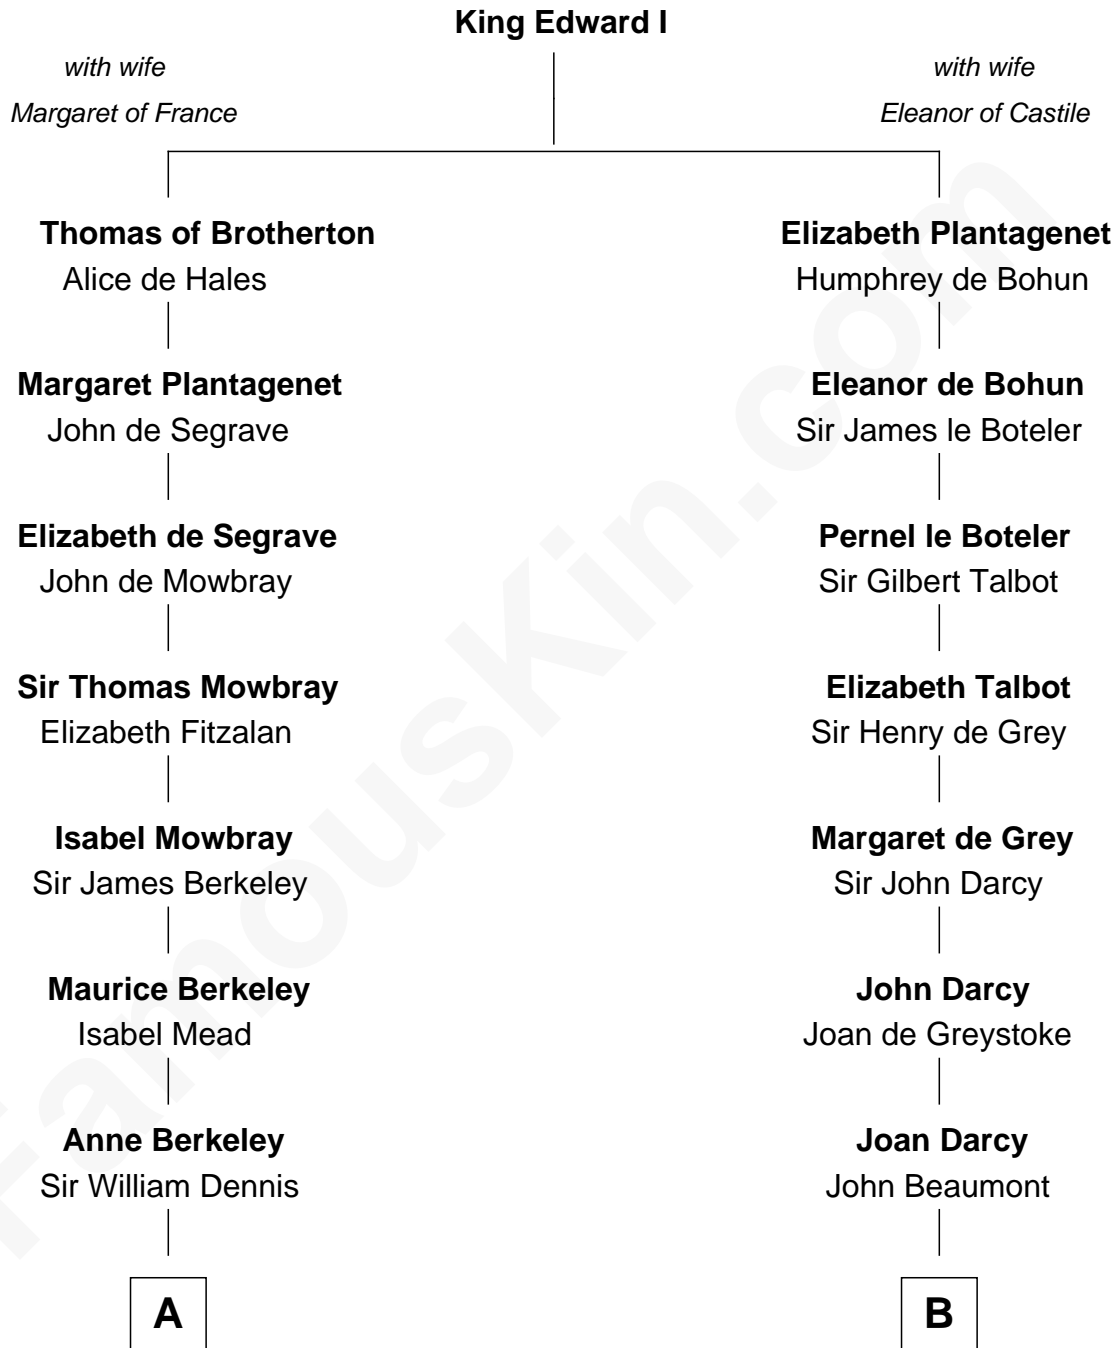 King Edward I
with wife
Margaret of France
with wife
Eleanor of Castile
Thomas of Brotherton
Alice de Hales
Elizabeth Plantagenet
Humphrey de Bohun
Margaret Plantagenet
John de Segrave
Eleanor de Bohun
Sir James le Boteler
Elizabeth de Segrave
John de Mowbray
Pernel le Boteler
Sir Gilbert Talbot
Sir Thomas Mowbray
Elizabeth Fitzalan
Elizabeth Talbot
Sir Henry de Grey
Isabel Mowbray
Sir James Berkeley
Margaret de Grey
Sir John Darcy
Maurice Berkeley
Isabel Mead
John Darcy
Joan de Greystoke
Anne Berkeley
Sir William Dennis
Joan Darcy
John Beaumont
A
B
FamousKin.com